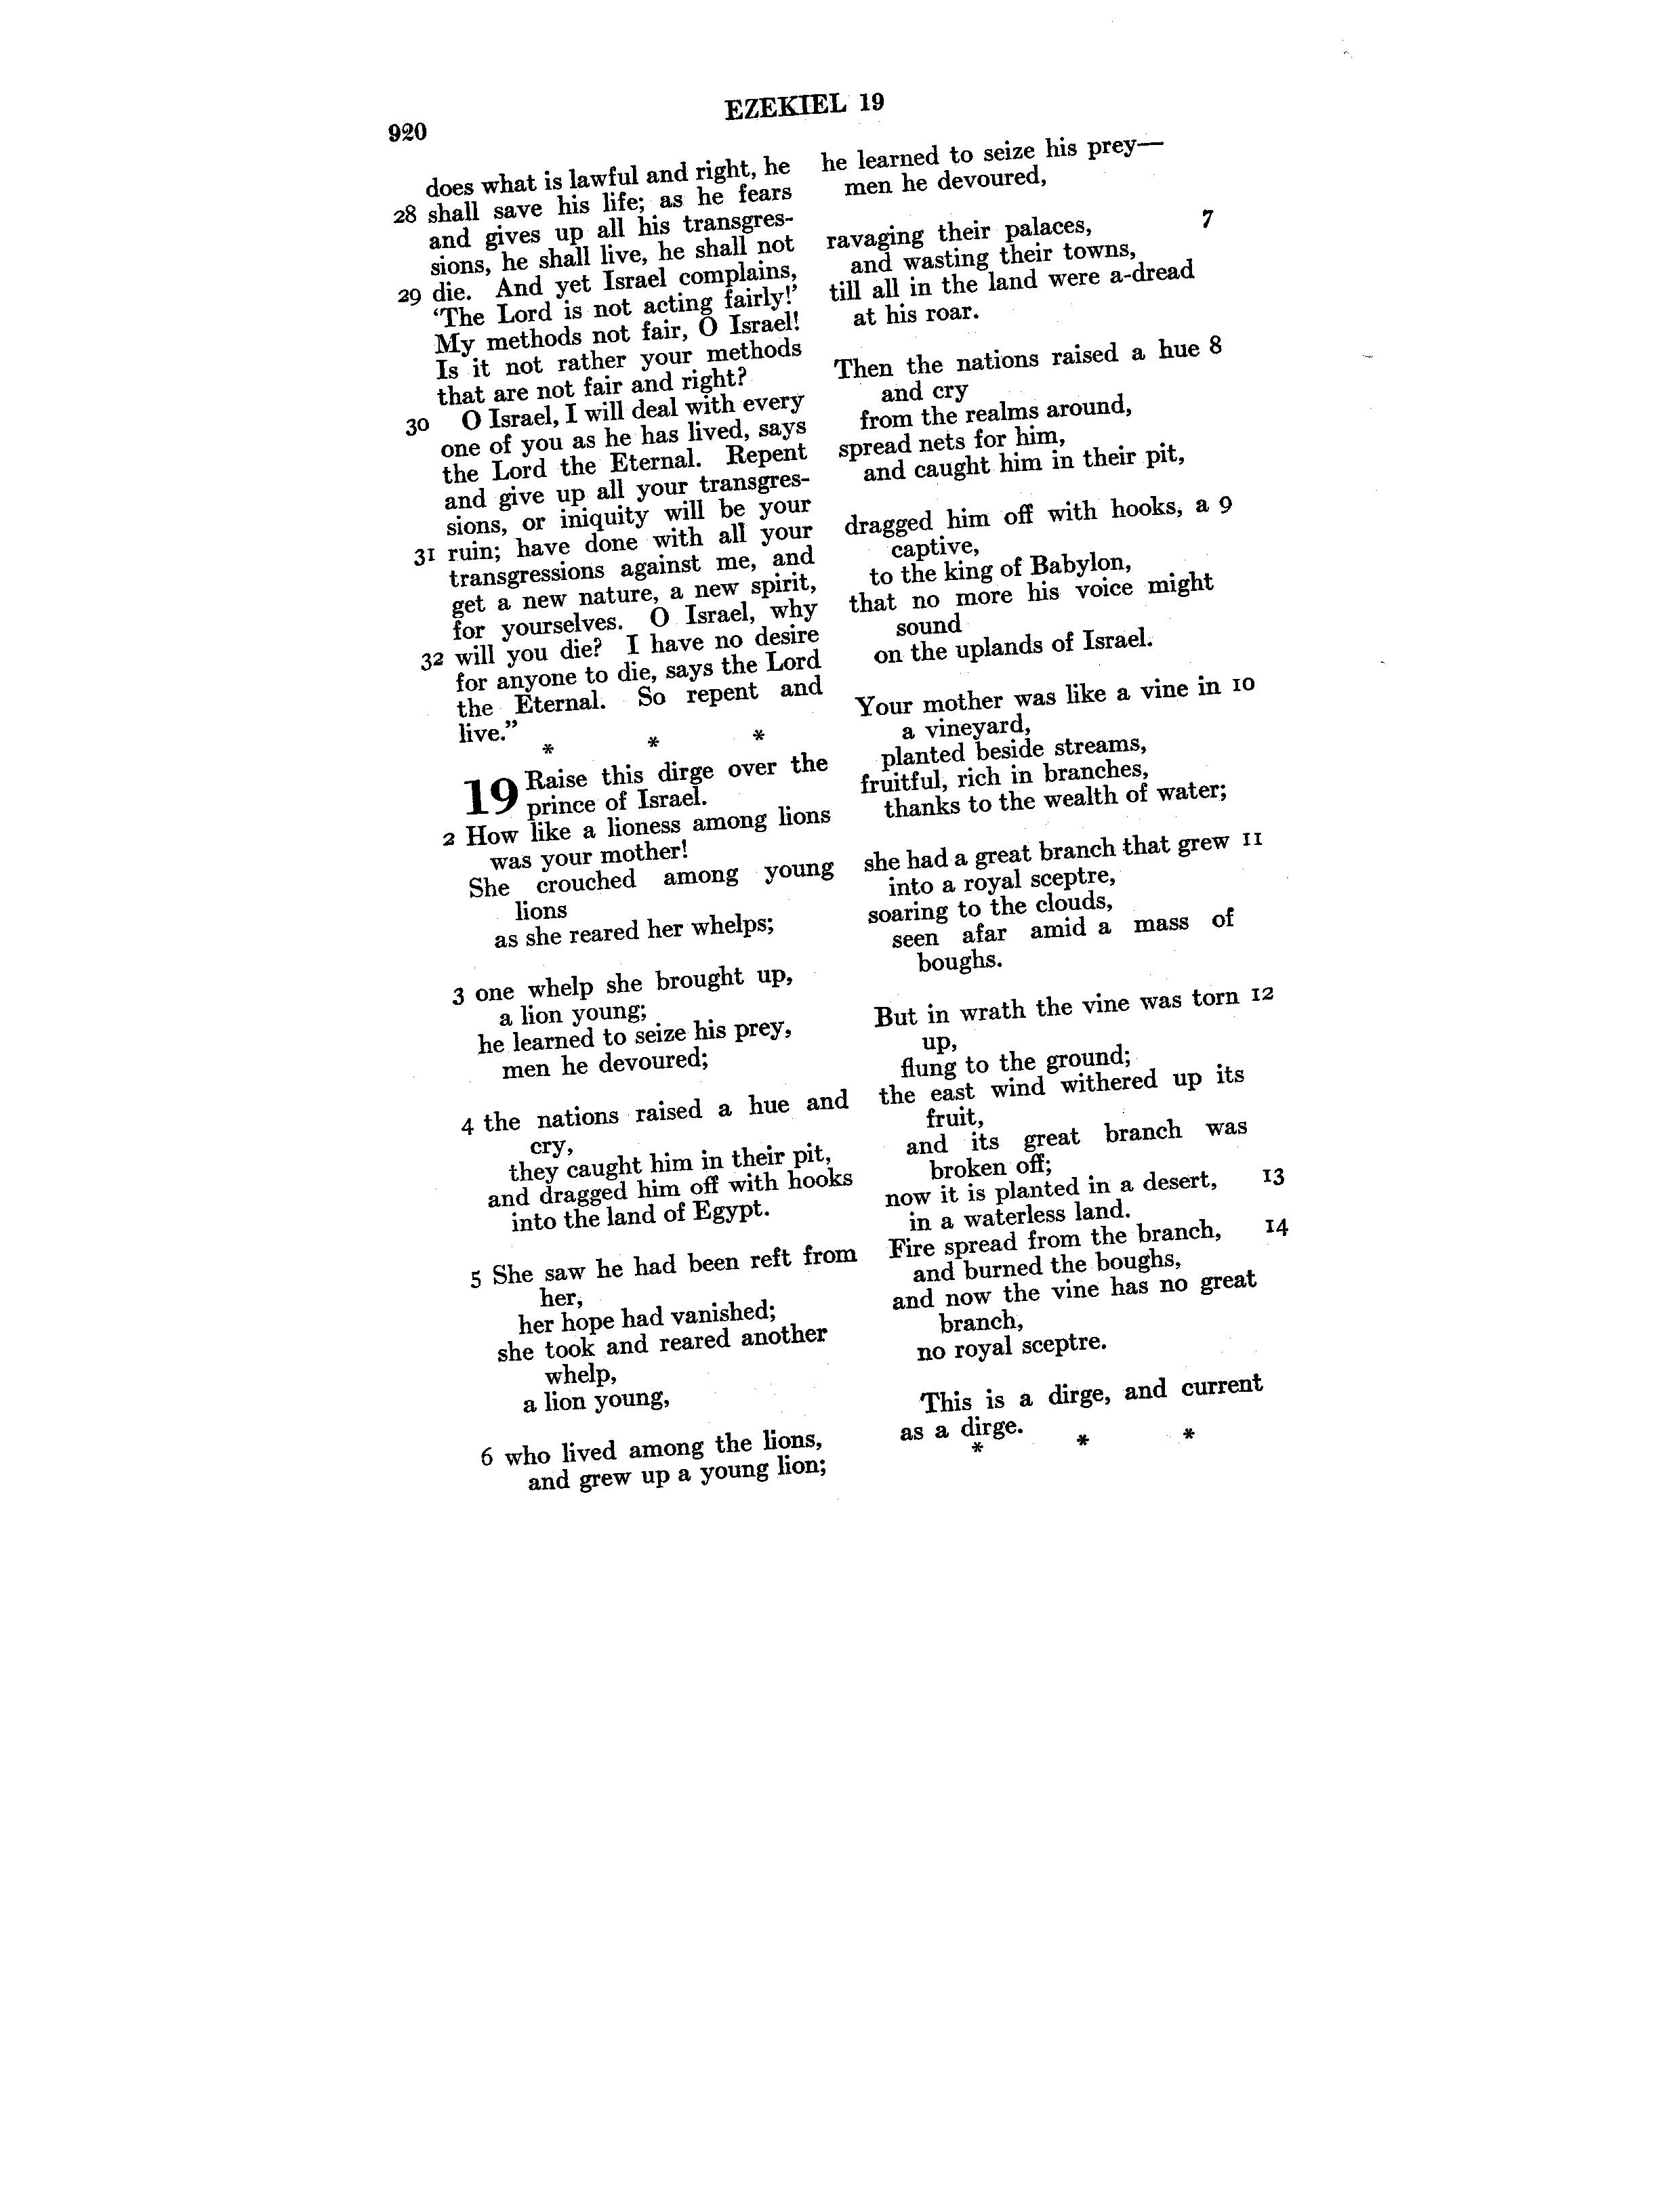 920
EZEKIEL 19
does what is lawful and right, he
28 shall save his life; as he fears
and gives up all his transgres-
sions, he shall live, he shall not
29 die. And yet Israel complains,
‘The Lord is not acting fairly!’
My methods not fair, O Israel!
Is it not rather your methods
that are not fair and right?
30 O Israel, I will deal with every
one of you as he has lived, says
the Lord the Eternal. Repent
and give up all your transgres-
sions, or iniquity will be your
31 ruin; have done with all your
transgressions against me, and
get a new nature, a new spirit,
for yourselves. O Israel, why
32 will you die? I have no desire
for anyone to die, says the Lord
the Eternal. So repent and
live.”
* * *
19 Raise this dirge over the
prince of Israel.
2 How like a lioness among lions
was your mother!
She crouched among young
lions
as she reared her whelps;
3 one whelp she brought up,
a lion young;
he learned to seize his prey,
men he devoured;
4 the nations raised a hue and
cry,
they caught him in their pit,
and dragged him off with hooks
into the land of Egypt.
5 She saw he had been reft from
her,
her hope had vanished;
she took and reared another
whelp,
a lion young,
6 who lived among the lions,
and grew up a young lion;
he learned to seize his prey—
men he devoured,
ravaging their palaces, 7
and wasting their towns,
till all in the land were a-dread
at his roar.
Then the nations raised a hue 8
and cry
from the realms around,
spread nets for him,
and caught him in their pit,
dragged him off with hooks, a 9
captive,
to the king of Babylon,
that no more his voice might
sound
on the uplands of Israel.
Your mother was like a vine in 10
a vineyard,
planted beside streams,
fruitful, rich in branches,
thanks to the wealth of water;
she had a great branch that grew 11
into a royal sceptre,
soaring to the clouds,
seen afar amid a mass of
boughs.
But in wrath the vine was torn 12
up,
flung to the ground;
the east wind withered up its
fruit,
and its great branch was
broken off;
now it is planted in a desert, 13
in a waterless land.
Fire spread from the branch, 14
and burned the boughs,
and now the vine has no great
branch,
no royal sceptre.
This is a dirge, and current
as a dirge.
* * *